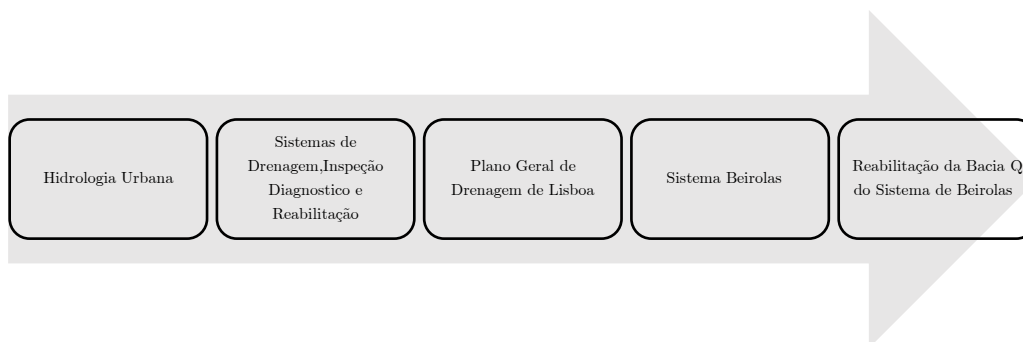 Hidrologia Urbana
Sistemas de
Drenagem,Inspeção
Diagnostico e
Reabilitação
Plano Geral de
Drenagem de Lisboa
Sistema Beirolas
Reabilitação da Bacia Q
do Sistema de Beirolas